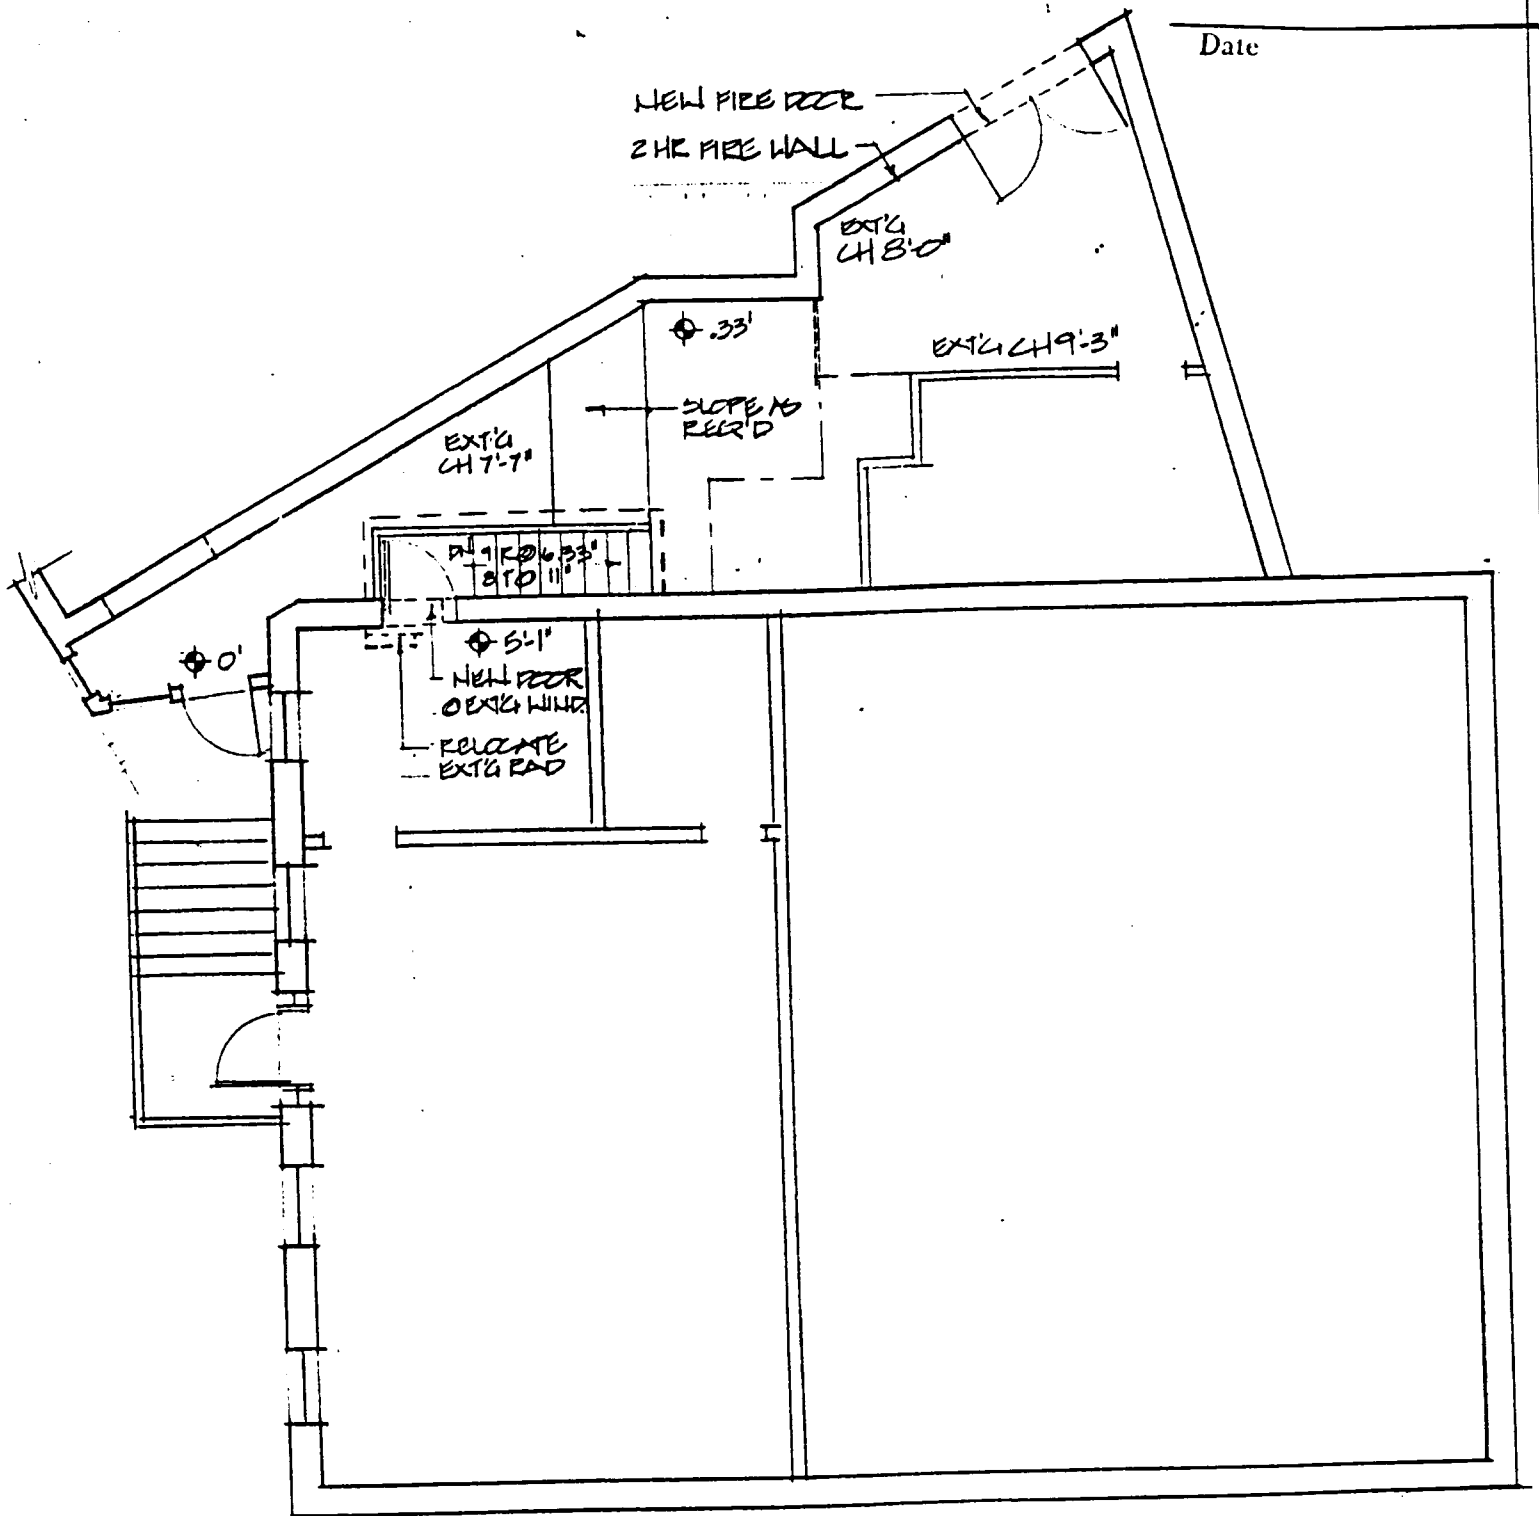 Date
NEW FIRE DOOR
2 HR FIRE WALL
EXT'G
CH 8'-0"
.33'
EXT'G CH 9'-3"
SLOPE AS
REQ'D
EXT'G
CH 7'-7"
DN 9 R @ 6.33"
8 T @ 11"
0'
5'-1"
NEW DOOR
@ EXT'G WIND.
RELOCATE
EXT'G RAD